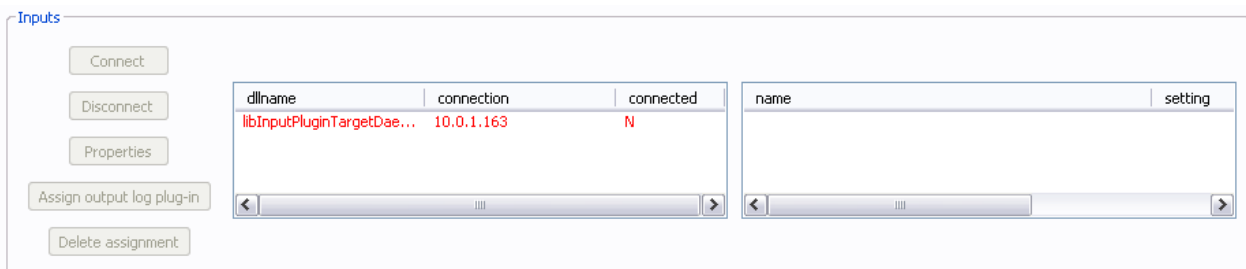 Inputs
Connect
Disconnect
Properties
Assign output log plug-in
Delete assignment
dllname connection connected
libInputPluginTargetDae... 10.0.1.163 N
name setting